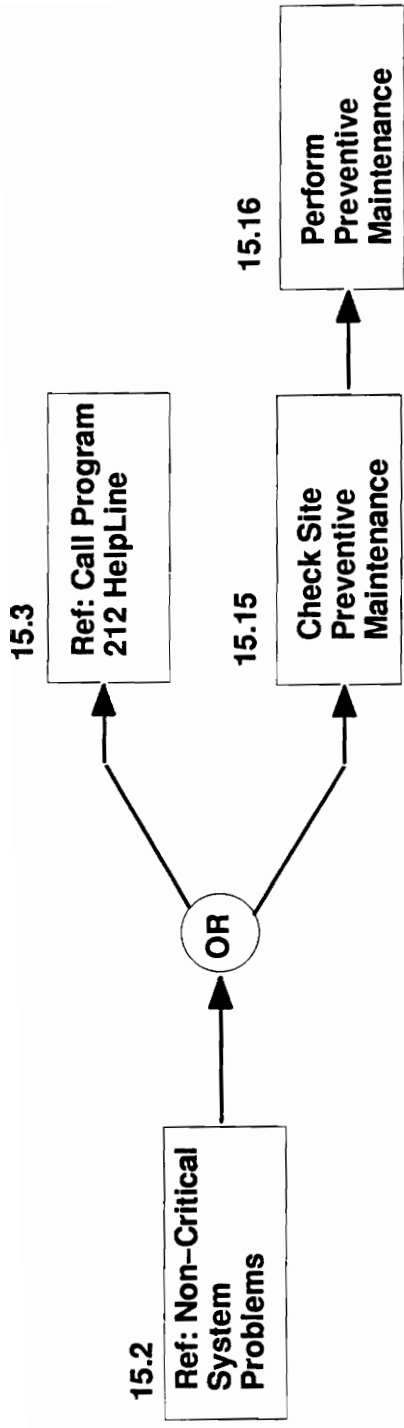 15.2
Ref: Non–Critical
System
Problems
OR
15.3
Ref: Call Program
212 HelpLine
15.15
Check Site
Preventive
Maintenance
15.16
Perform
Preventive
Maintenance